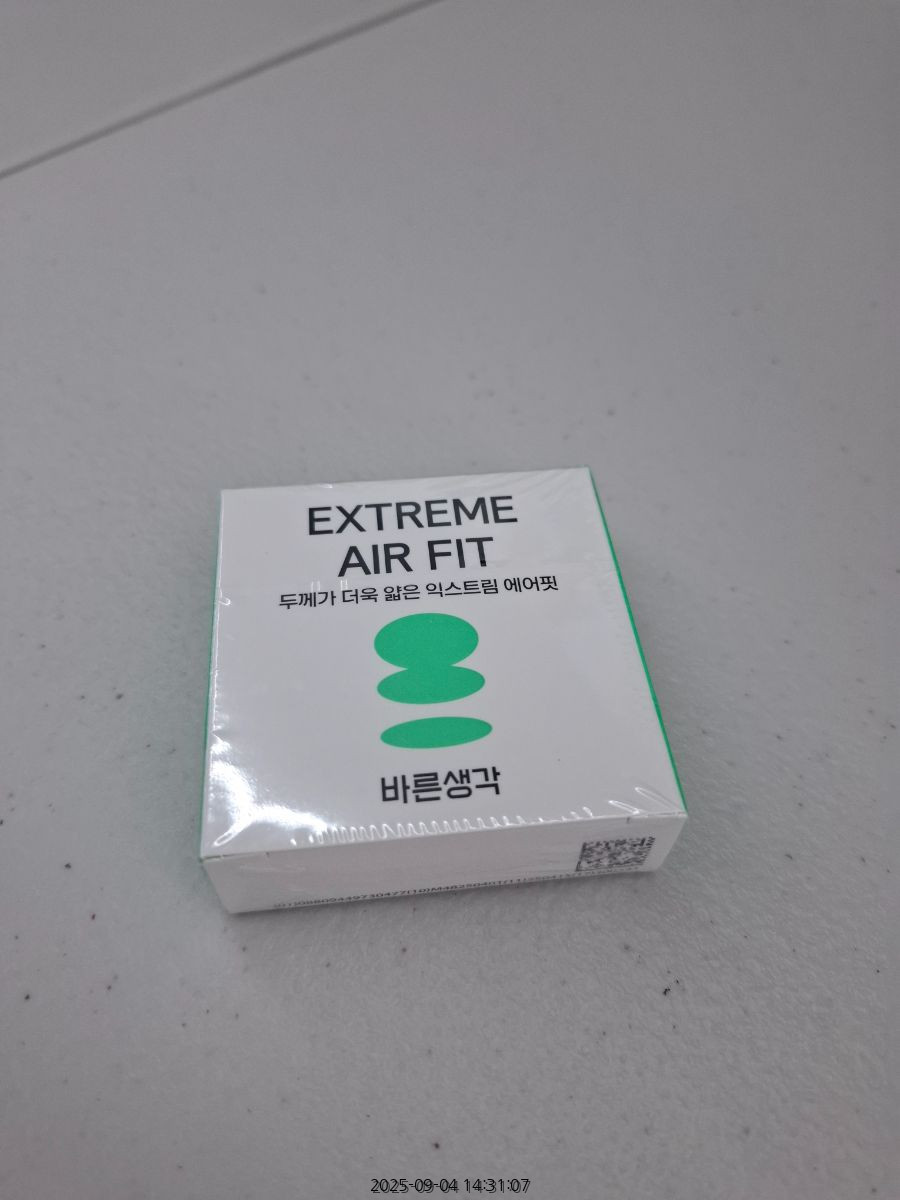 EXTREME
AIR FIT
두께가 더욱 얇은 익스트림 에어핏
바른생각
2025-09-04 14:31:07